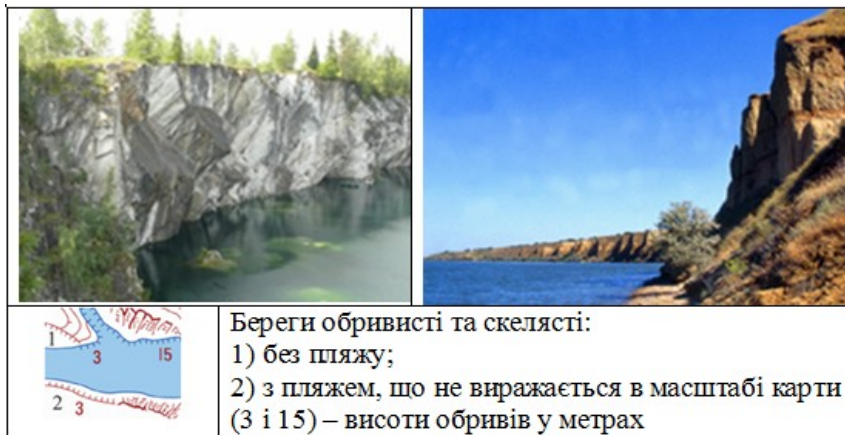 1
3
15
2
3
Береги обривисті та скелясті:
1) без пляжу;
2) з пляжем, що не виражається в масштабі карти
(3 і 15) – висоти обривів у метрах